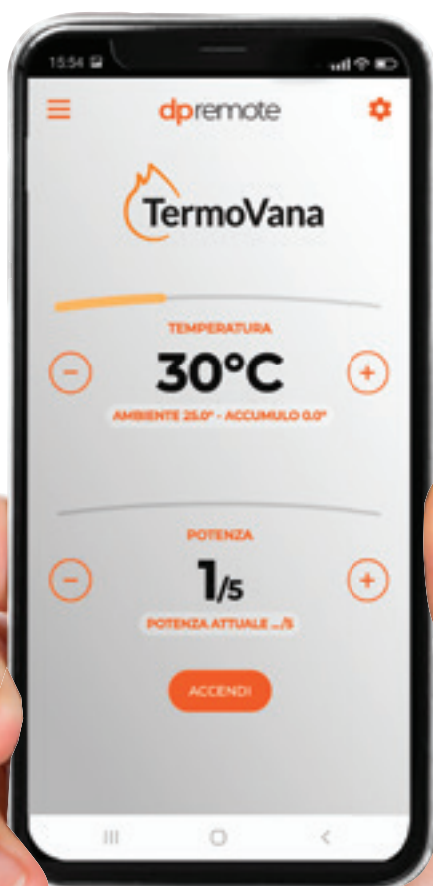 15:54
dpremote
TermoVana
TEMPERATURA
30°C
AMBIENTE 25.0° - ACCUMULO 0.0°
POTENZA
1/5
POTENZA ATTUALE .../5
ACCENDI